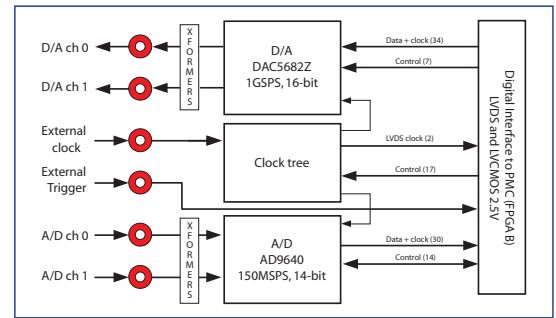 D/A ch 0
D/A ch 1
External
clock
External
Trigger
A/D ch 0
A/D ch 1
XFORMERS
XFORMERS
D/A
DAC5682Z
1GSPS, 16-bit
Clock tree
A/D
AD9640
150MSPS, 14-bit
Data + clock (34)
Control (7)
LVDS clock (2)
Control (17)
Data + clock (30)
Control (14)
Digital Interface to PMC (FPGA B)
LVDS and LVCMOS 2.5V